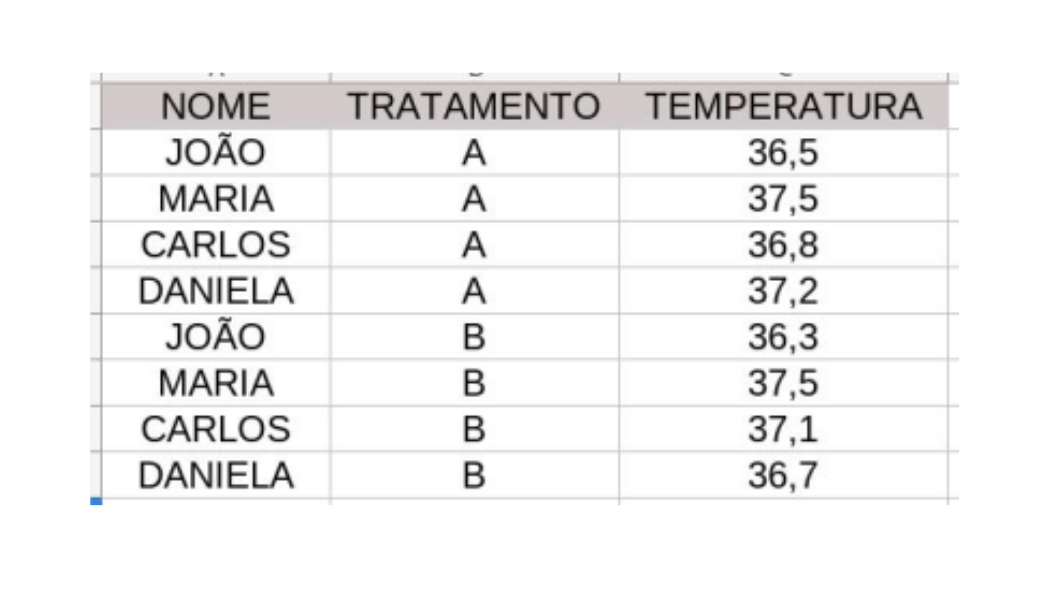 NOME TRATAMENTO TEMPERATURA
JOÃO A 36,5
MARIA A 37,5
CARLOS A 36,8
DANIELA A 37,2
JOÃO B 36,3
MARIA B 37,5
CARLOS B 37,1
DANIELA B 36,7